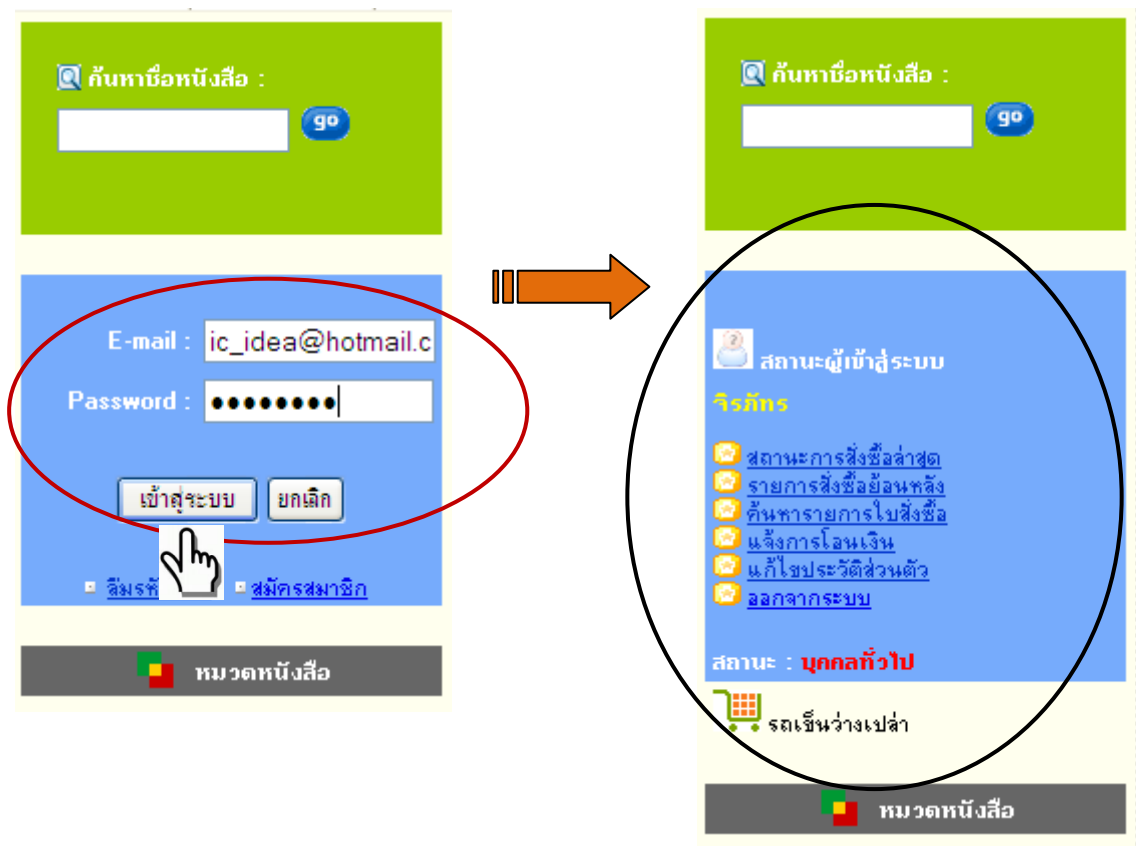 ค้นหาชื่อหนังสือ :
go
E-mail :
ic_idea@hotmail.c
Password :
เข้าสู่ระบบ
ยกเลิก
ลืมรหั
สมัครสมาชิก
หมวดหนังสือ
ค้นหาชื่อหนังสือ :
go
สถานะผู้เข้าสู่ระบบ
จิรภัทร
สถานะการสั่งซื้อล่าสุด
รายการสั่งซื้อย้อนหลัง
ค้นหารายการใบสั่งซื้อ
แจ้งการโอนเงิน
แก้ไขประวัติส่วนตัว
ออกจากระบบ
สถานะ : บุคคลทั่วไป
รถเข็นว่างเปล่า
หมวดหนังสือ